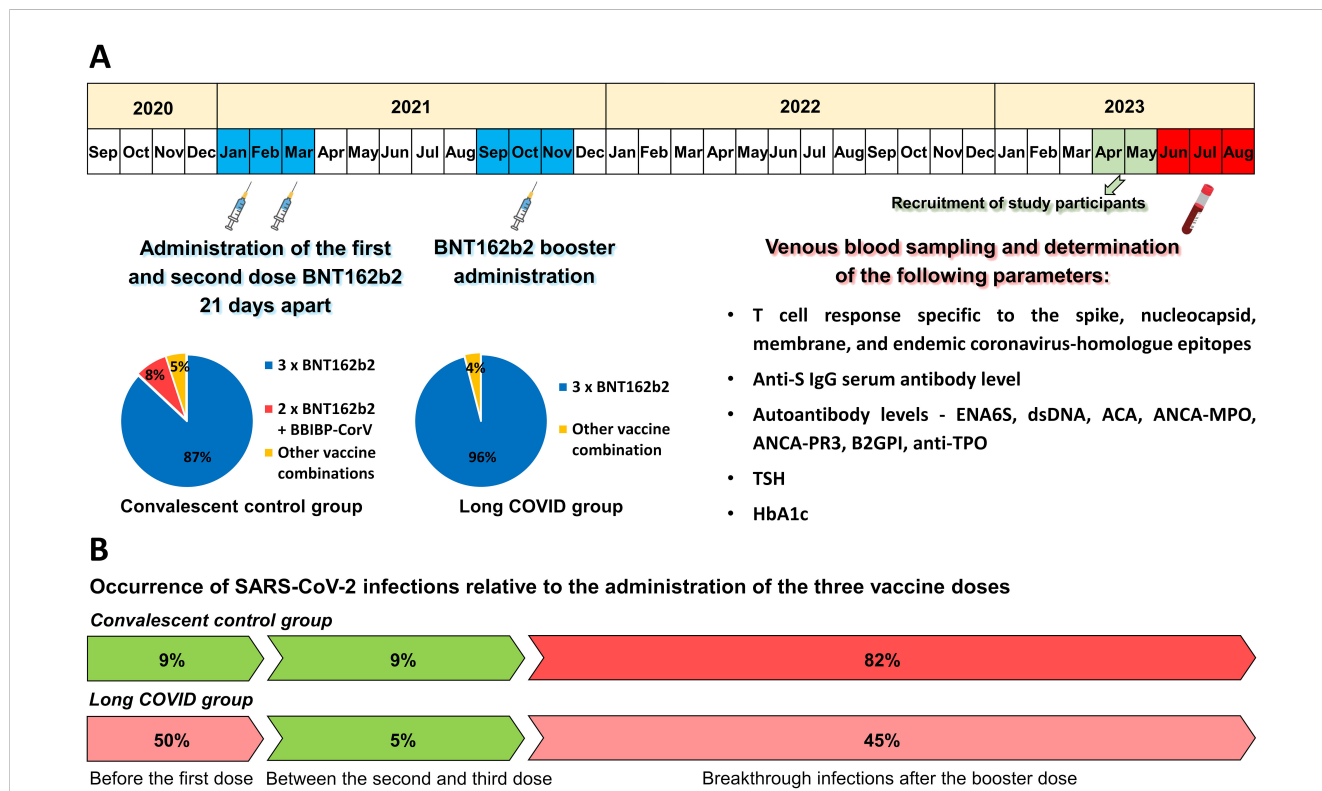 A
2020 2021 2022 2023
Sep Oct Nov Dec Jan Feb Mar Apr May Jun Jul Aug Sep Oct Nov Dec Jan Feb Mar Apr May Jun Jul Aug Sep Oct Nov Dec Jan Feb Mar Apr May Jun Jul Aug
Recruitment of study participants
Administration of the first
and second dose BNT162b2
21 days apart
BNT162b2 booster
administration
Venous blood sampling and determination
of the following parameters:
• T cell response specific to the spike, nucleocapsid,
membrane, and endemic coronavirus-homologue epitopes
• Anti-S IgG serum antibody level
• Autoantibody levels - ENA6S, dsDNA, ACA, ANCA-MPO,
ANCA-PR3, B2GPI, anti-TPO
• TSH
• HbA1c
5%
8%
87%
3 x BNT162b2
2 x BNT162b2
+ BBIBP-CorV
Other vaccine
combinations
Convalescent control group
4%
96%
3 x BNT162b2
Other vaccine
combination
Long COVID group
B
Occurrence of SARS-CoV-2 infections relative to the administration of the three vaccine doses
Convalescent control group
9% 9% 82%
Long COVID group
50% 5% 45%
Before the first dose Between the second and third dose Breakthrough infections after the booster dose